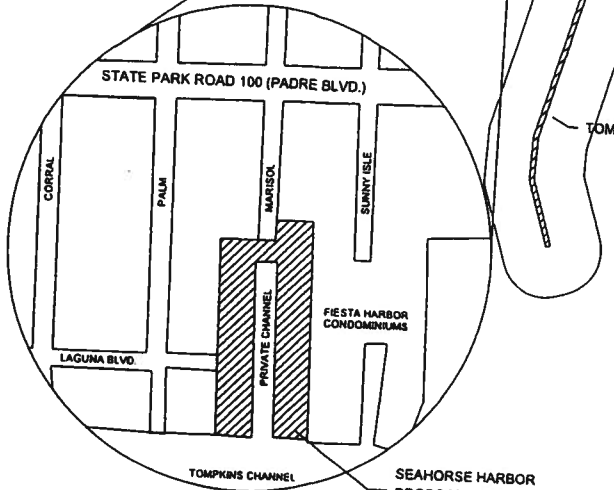 STATE PARK ROAD 100 (PADRE BLVD.)
TOM
CORRAL
PALM
MARISOL
SUNNY ISLE
PRIVATE CHANNEL
FIESTA HARBOR
CONDOMINIUMS
LAGUNA BLVD.
TOMPKINS CHANNEL
SEAHORSE HARBOR